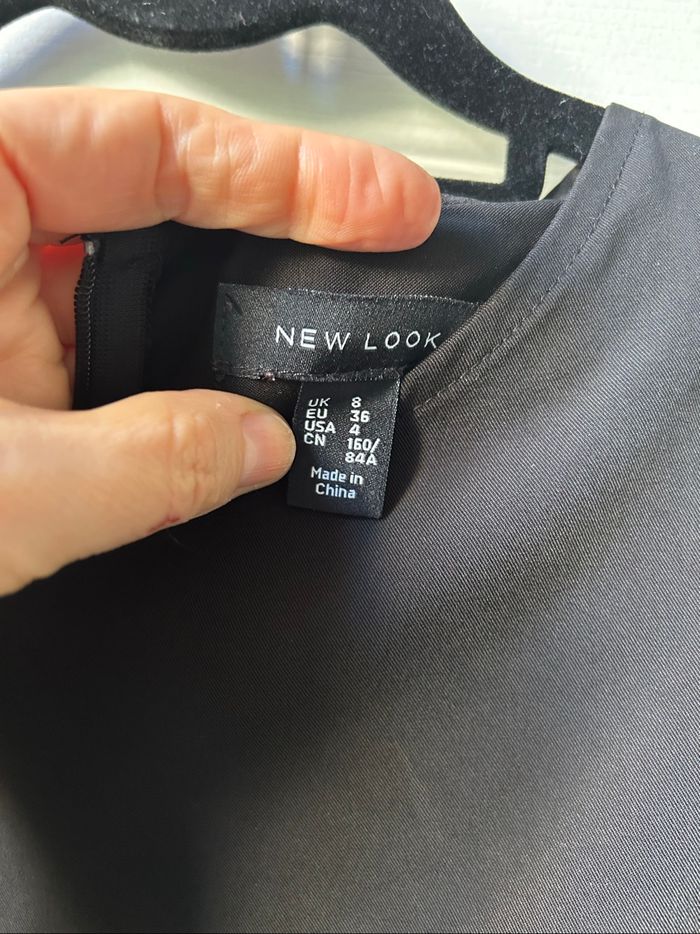 NEW LOOK
UK 8
EU 36
USA 4
CN 160/
84A
Made in
China